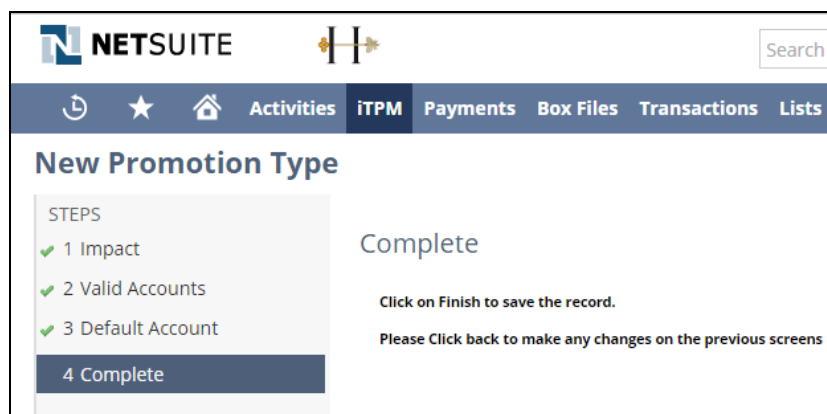 NETSUITE
Search
Activities iTPM Payments Box Files Transactions Lists
New Promotion Type
STEPS
1 Impact
2 Valid Accounts
3 Default Account
4 Complete
Complete
Click on Finish to save the record.
Please Click back to make any changes on the previous screens